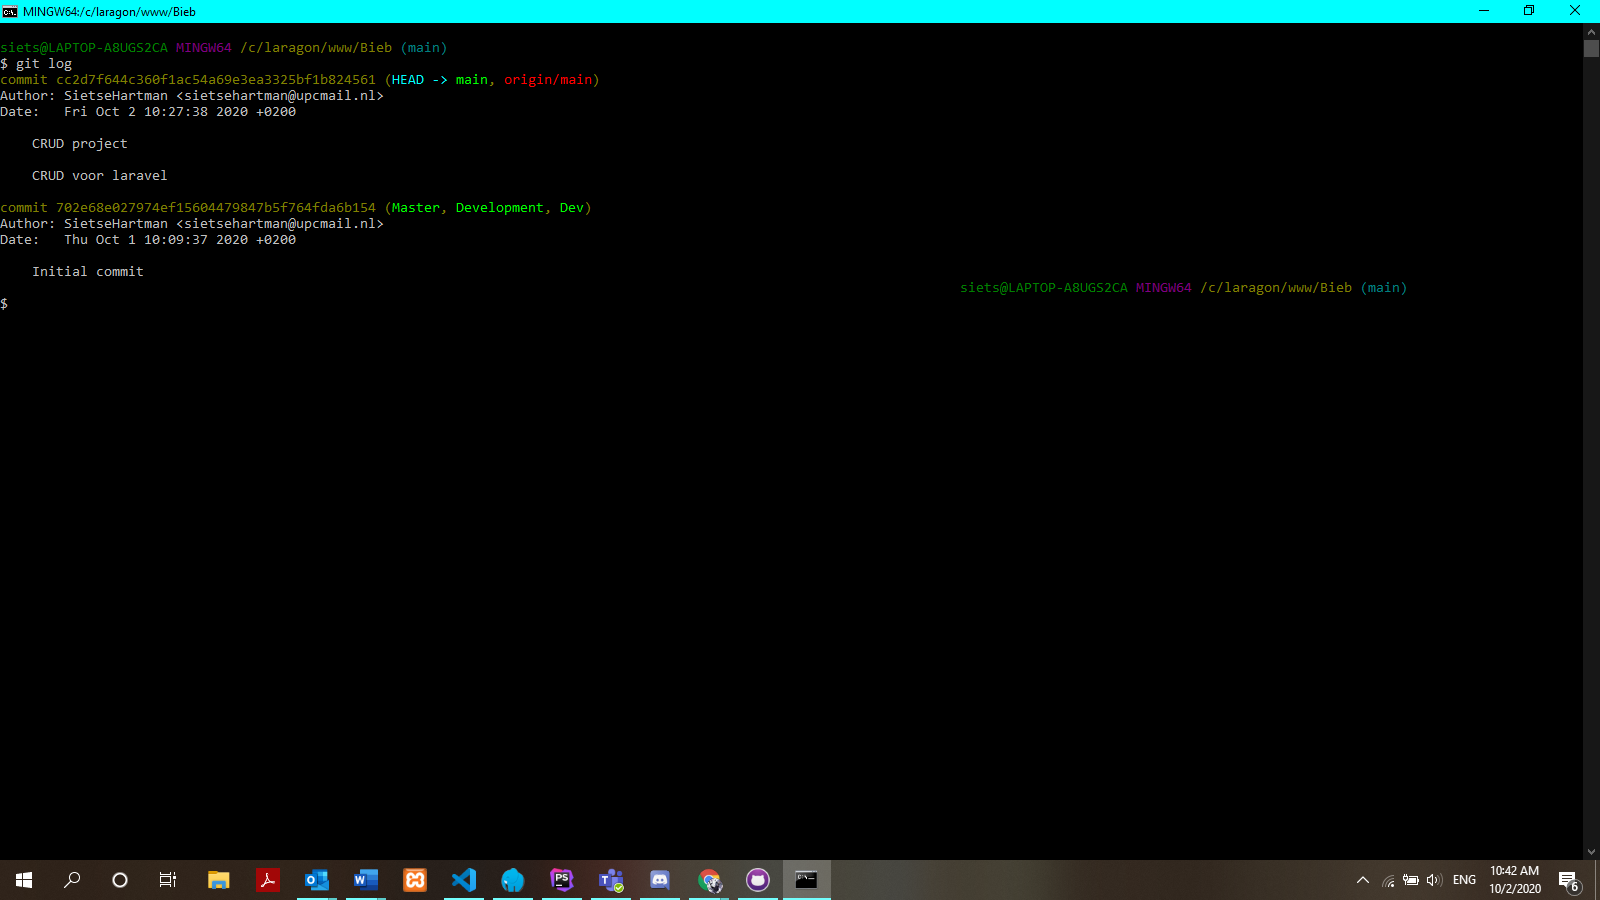 MINGW64:/c/laragon/www/Bieb
siets@LAPTOP-A8UGS2CA MINGW64 /c/laragon/www/Bieb (main)
$ git log
commit cc2d7f644c360f1ac54a69e3ea3325bf1b824561 (HEAD -> main, origin/main)
Author: SietseHartman <sietsehartman@upcmail.nl>
Date:   Fri Oct 2 10:27:38 2020 +0200
CRUD project
CRUD voor laravel
commit 702e68e027974ef15604479847b5f764fda6b154 (Master, Development, Dev)
Author: SietseHartman <sietsehartman@upcmail.nl>
Date:   Thu Oct 1 10:09:37 2020 +0200
Initial commit
siets@LAPTOP-A8UGS2CA MINGW64 /c/laragon/www/Bieb (main)
$
ENG
10:42 AM
10/2/2020
6